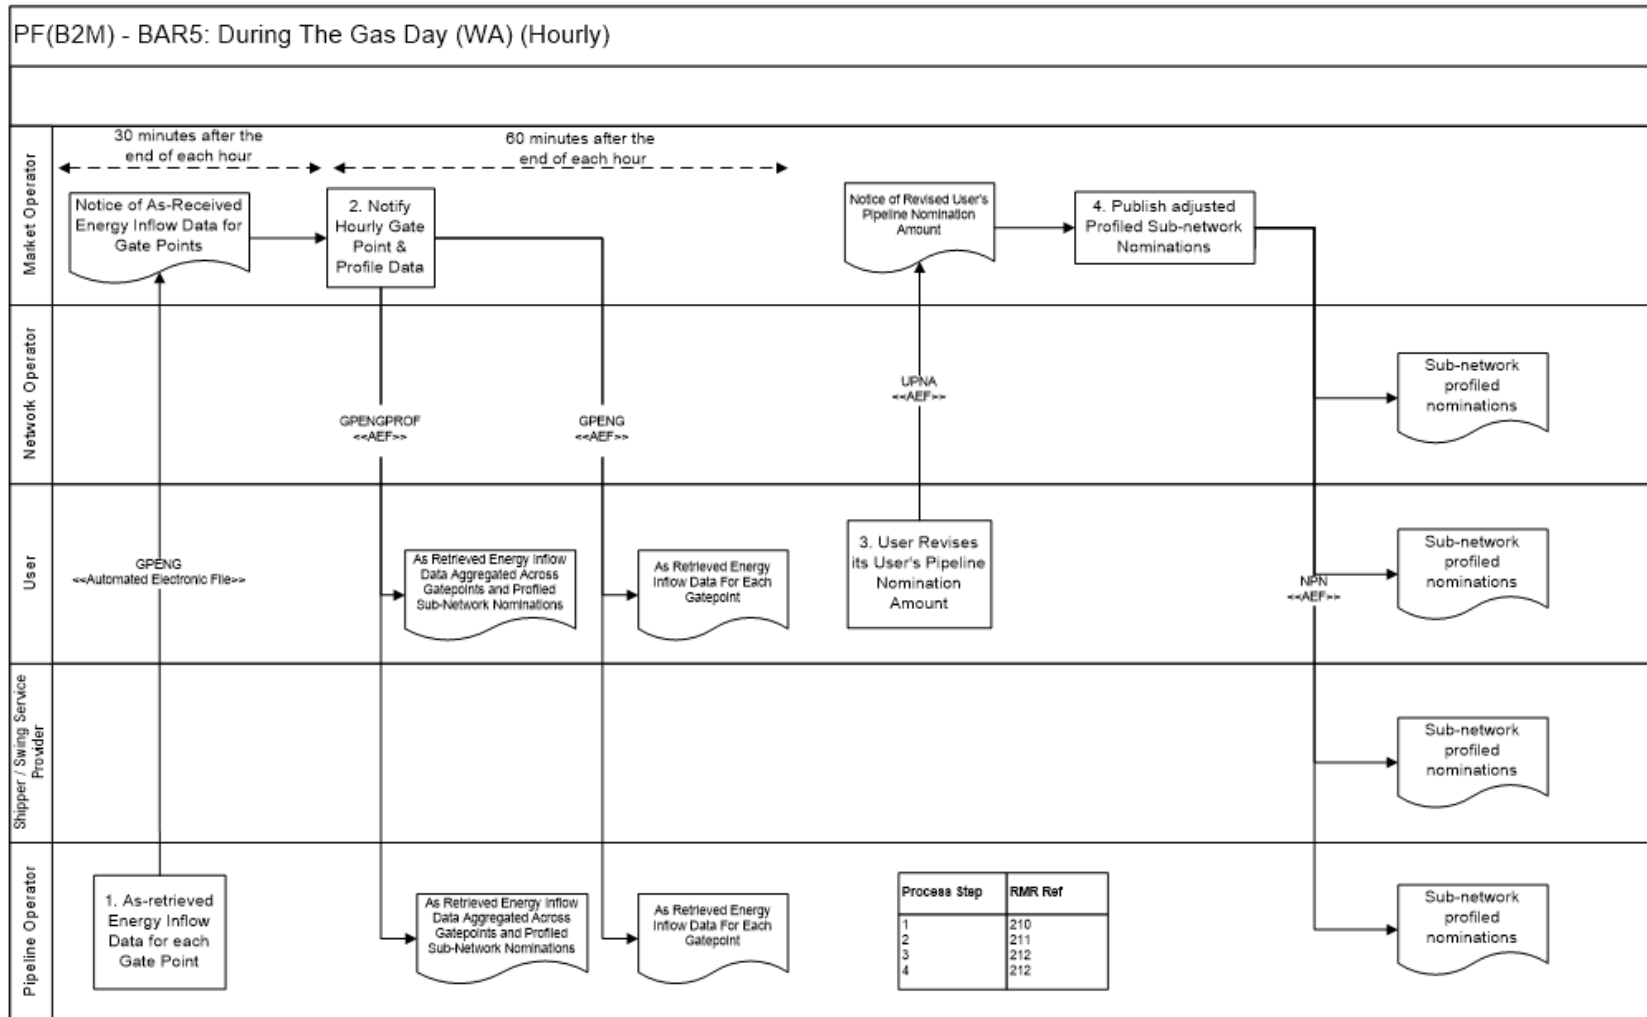 PF(B2M) - BAR5: During The Gas Day (WA) (Hourly)
Market Operator
30 minutes after the
end of each hour
60 minutes after the
end of each hour
Notice of As-Received
Energy Inflow Data for
Gate Points
2. Notify
Hourly Gate
Point &
Profile Data
Notice of Revised User's
Pipeline Nomination
Amount
4. Publish adjusted
Profiled Sub-network
Nominations
Network Operator
GPENGPROF
<<AEF>>
GPENG
<<AEF>>
UPNA
<<AEF>>
Sub-network
profiled
nominations
User
GPENG
<<Automated Electronic File>>
As Retrieved Energy Inflow
Data Aggregated Across
Gatepoints and Profiled
Sub-Network Nominations
As Retrieved Energy
Inflow Data For Each
Gatepoint
3. User Revises
its User's Pipeline
Nomination
Amount
NPN
<<AEF>>
Sub-network
profiled
nominations
Shipper / Swing Service
Provider
Sub-network
profiled
nominations
Pipeline Operator
1. As-retrieved
Energy Inflow
Data for each
Gate Point
As Retrieved Energy Inflow
Data Aggregated Across
Gatepoints and Profiled
Sub-Network Nominations
As Retrieved Energy
Inflow Data For Each
Gatepoint
Process Step RMR Ref
1 210
2 211
3 212
4 212
Sub-network
profiled
nominations